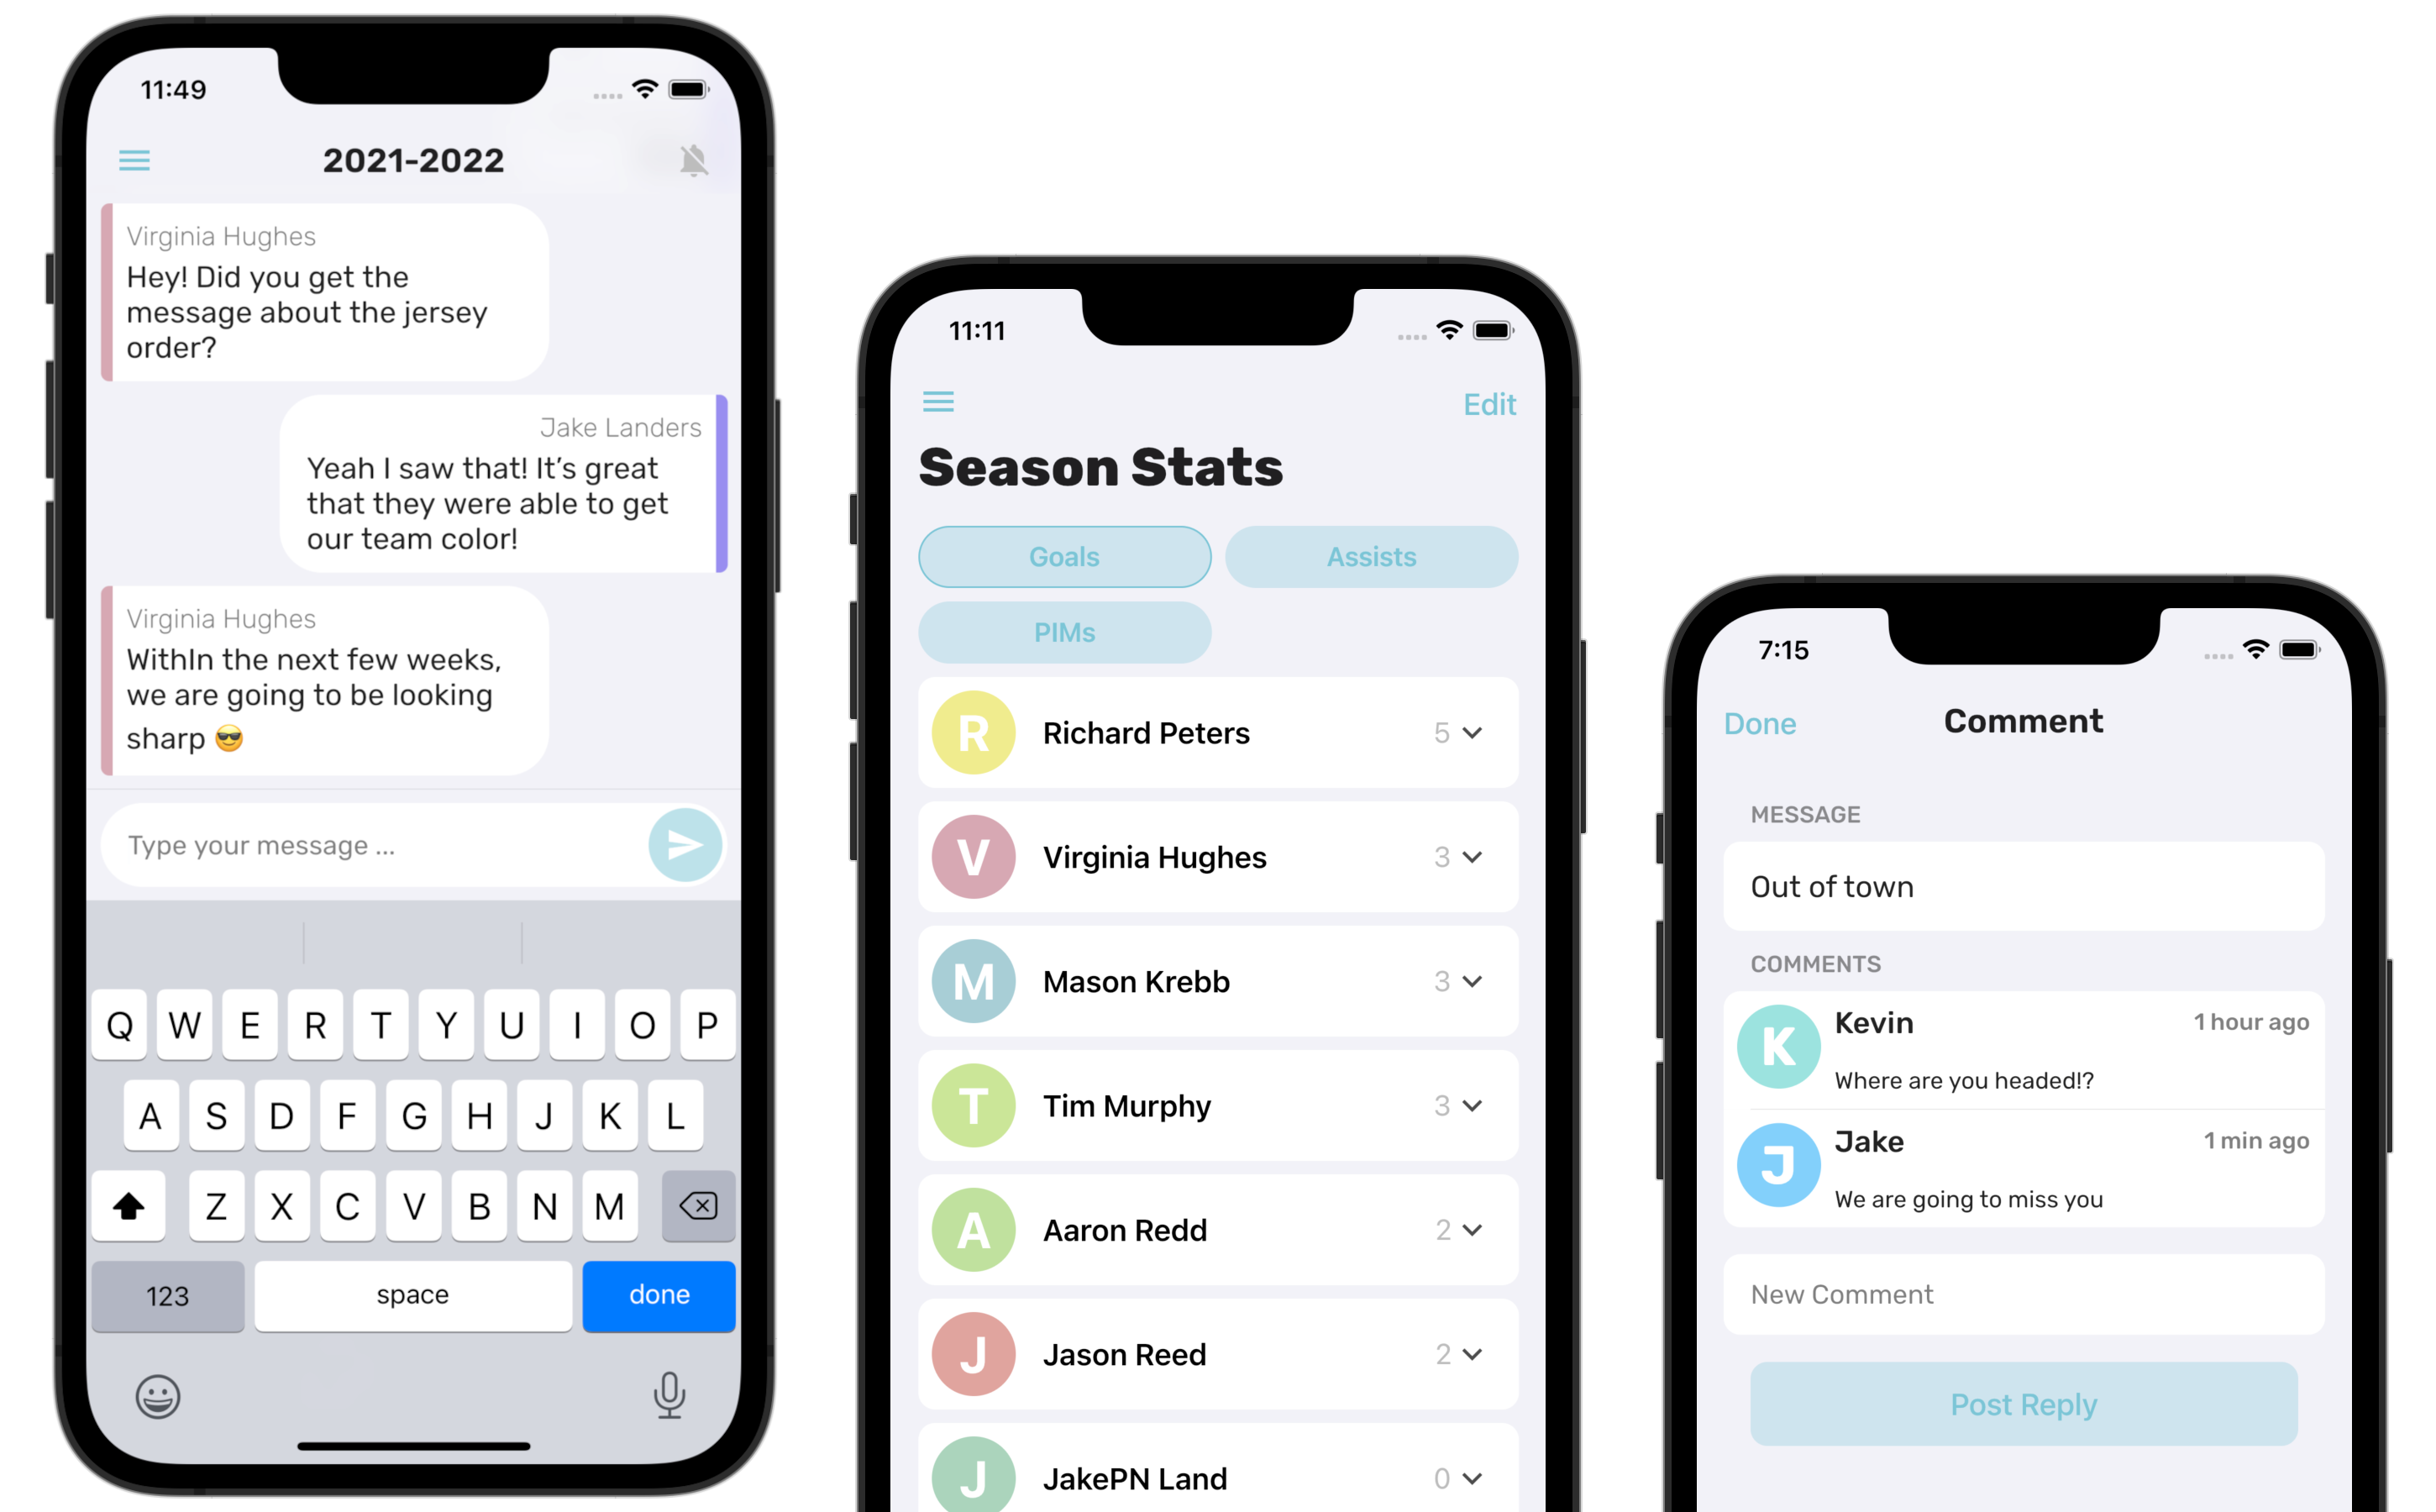 11:49
2021-2022
Virginia Hughes
Hey! Did you get the
message about the jersey
order?
Jake Landers
Yeah I saw that! It’s great
that they were able to get
our team color!
Virginia Hughes
WithIn the next few weeks,
we are going to be looking
sharp 😎
Type your message ...
Q W E R T Y U I O P
A S D F G H J K L
Z X C V B N M
123 space done
11:11
Edit
Season Stats
Goals Assists
PIMs
R Richard Peters 5
V Virginia Hughes 3
M Mason Krebb 3
T Tim Murphy 3
A Aaron Redd 2
J Jason Reed 2
J JakePN Land 0
7:15
Done Comment
MESSAGE
Out of town
COMMENTS
K Kevin 1 hour ago
Where are you headed!?
J Jake 1 min ago
We are going to miss you
New Comment
Post Reply